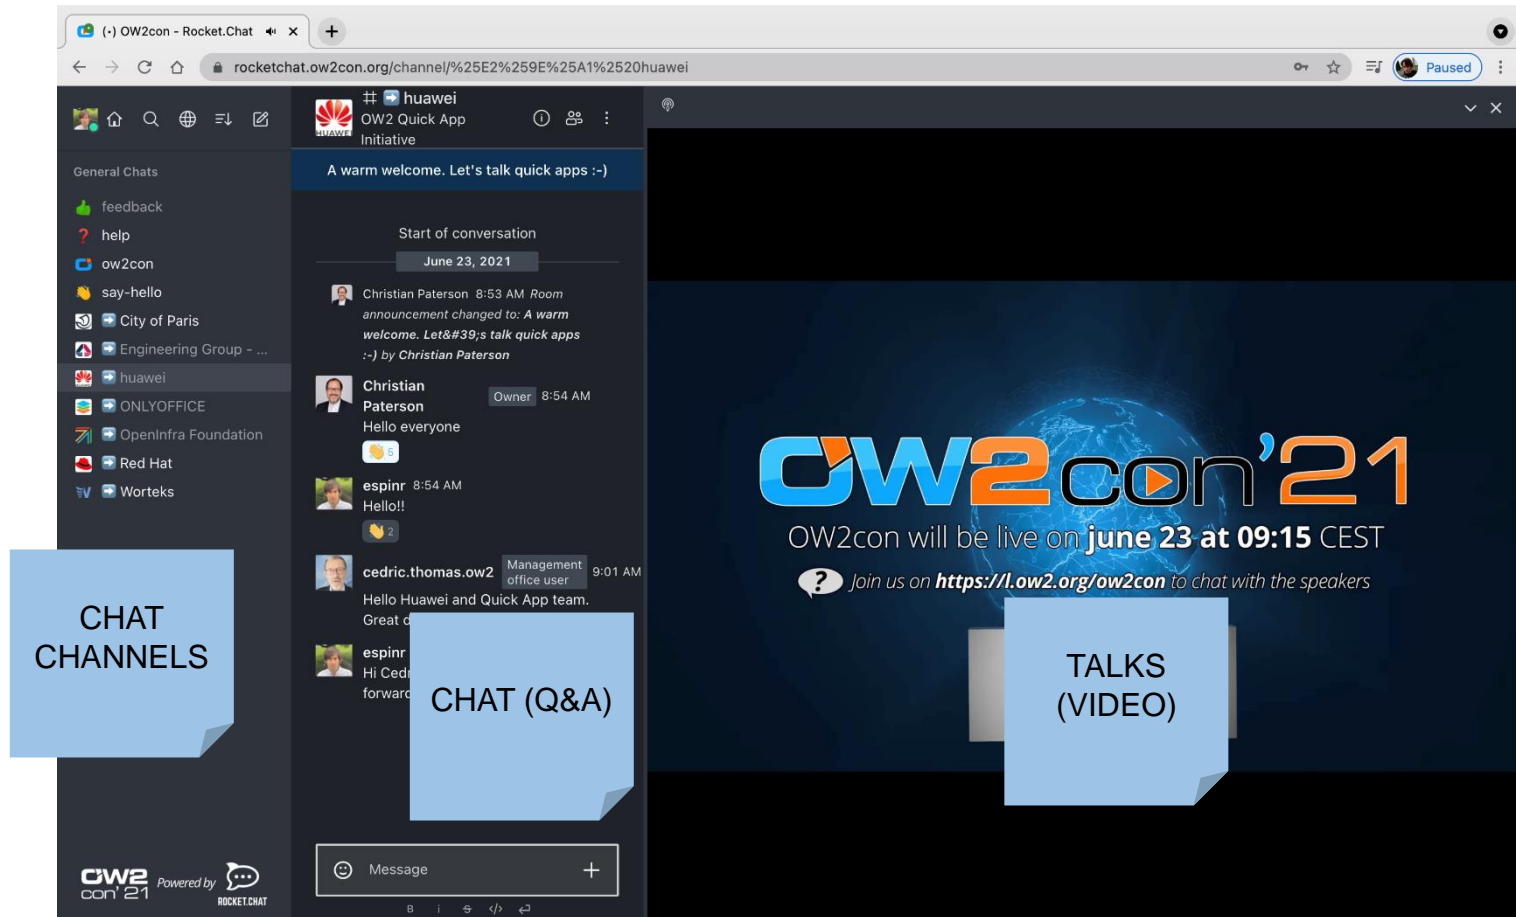 (·) OW2con - Rocket.Chat
rocketchat.ow2con.org/channel/%25E2%259E%25A1%2520huawei
Paused
General Chats
feedback
help
ow2con
say-hello
City of Paris
Engineering Group - ...
huawei
ONLYOFFICE
OpenInfra Foundation
Red Hat
Worteks
CHAT
CHANNELS
OW2
con'21
Powered by
ROCKET.CHAT
HUAWEI
# huawei
OW2 Quick App
Initiative
A warm welcome. Let's talk quick apps :-)
Start of conversation
June 23, 2021
Christian Paterson 8:53 AM Room
announcement changed to: A warm
welcome. Let&#39;s talk quick apps
:-) by Christian Paterson
Christian
Paterson Owner 8:54 AM
Hello everyone
5
espinr 8:54 AM
Hello!!
2
cedric.thomas.ow2 Management
office user 9:01 AM
Hello Huawei and Quick App team.
Great
espinr
Hi
CHAT (Q&A)
Message
B i S </>
OW2con'21
OW2con will be live on june 23 at 09:15 CEST
? Join us on https://l.ow2.org/ow2con to chat with the speakers
TALKS
(VIDEO)